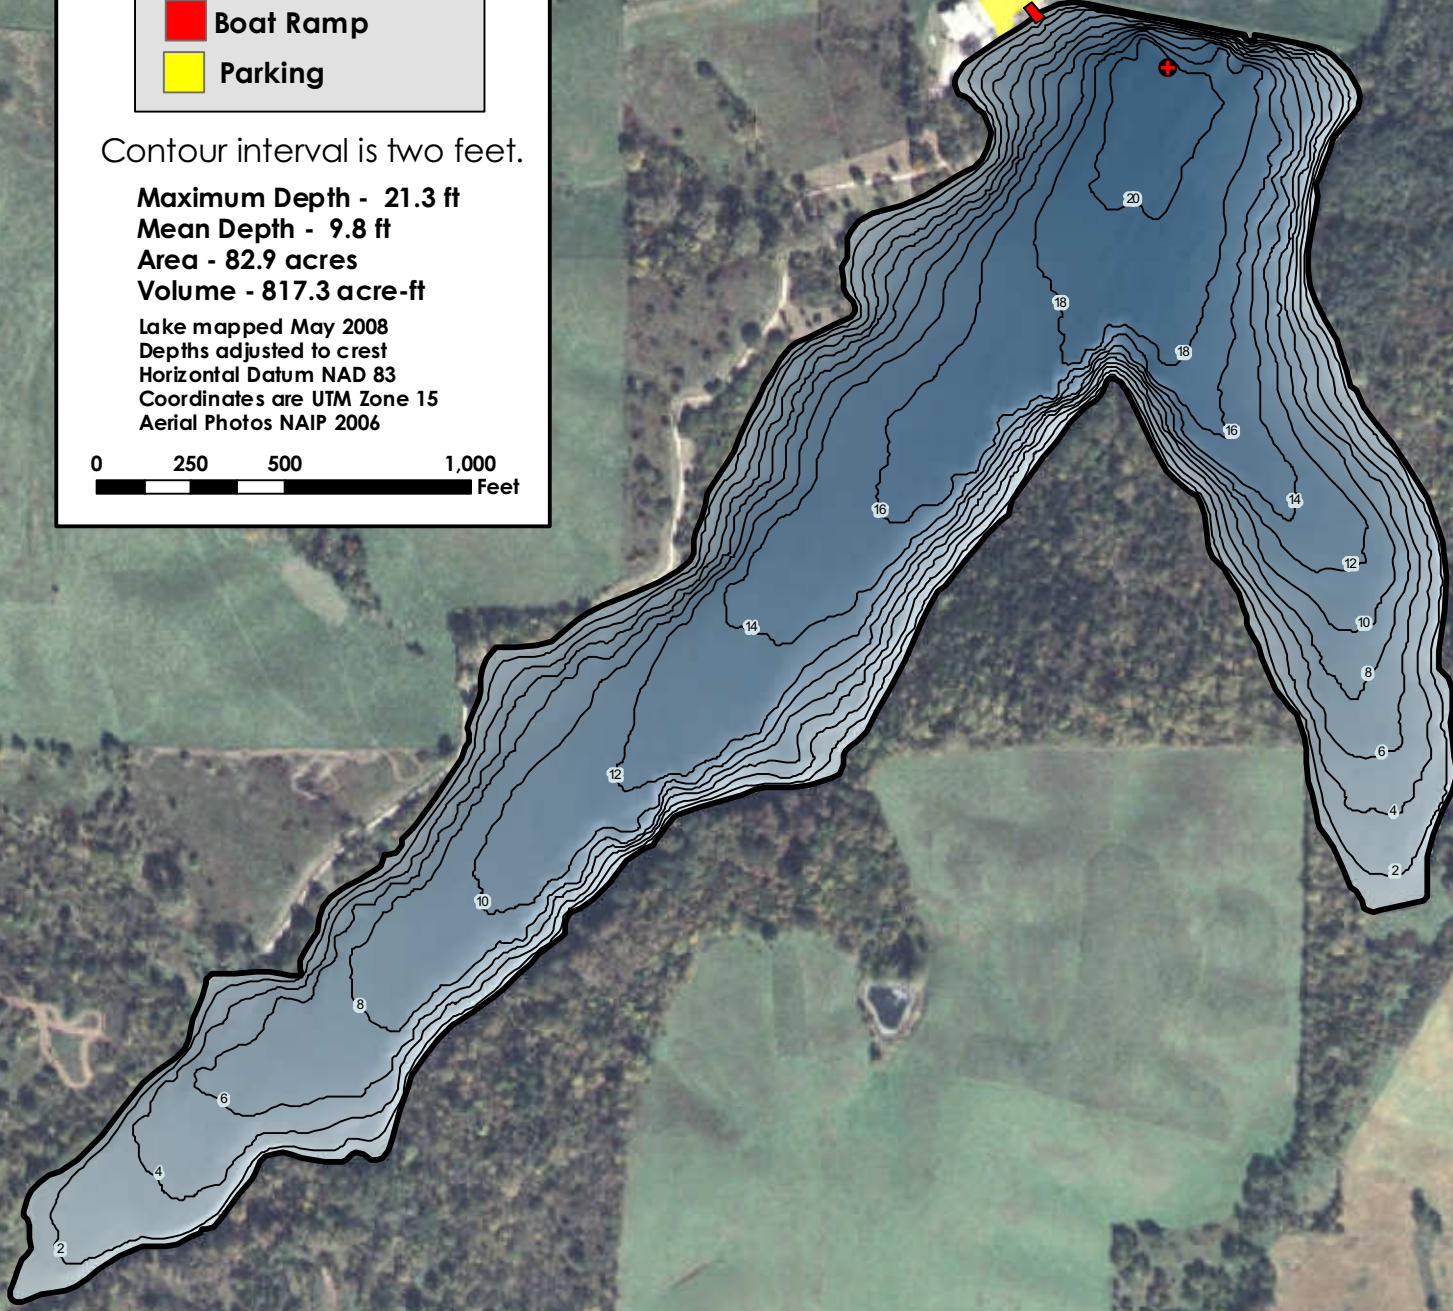 Boat Ramp
Parking
Contour interval is two feet.
Maximum Depth - 21.3 ft
Mean Depth - 9.8 ft
Area - 82.9 acres
Volume - 817.3 acre-ft
Lake mapped May 2008
Depths adjusted to crest
Horizontal Datum NAD 83
Coordinates are UTM Zone 15
Aerial Photos NAIP 2006
0 250 500 1,000
Feet
20
18
18
16
16
14
12
14
10
8
6
12
4
2
10
8
6
4
2